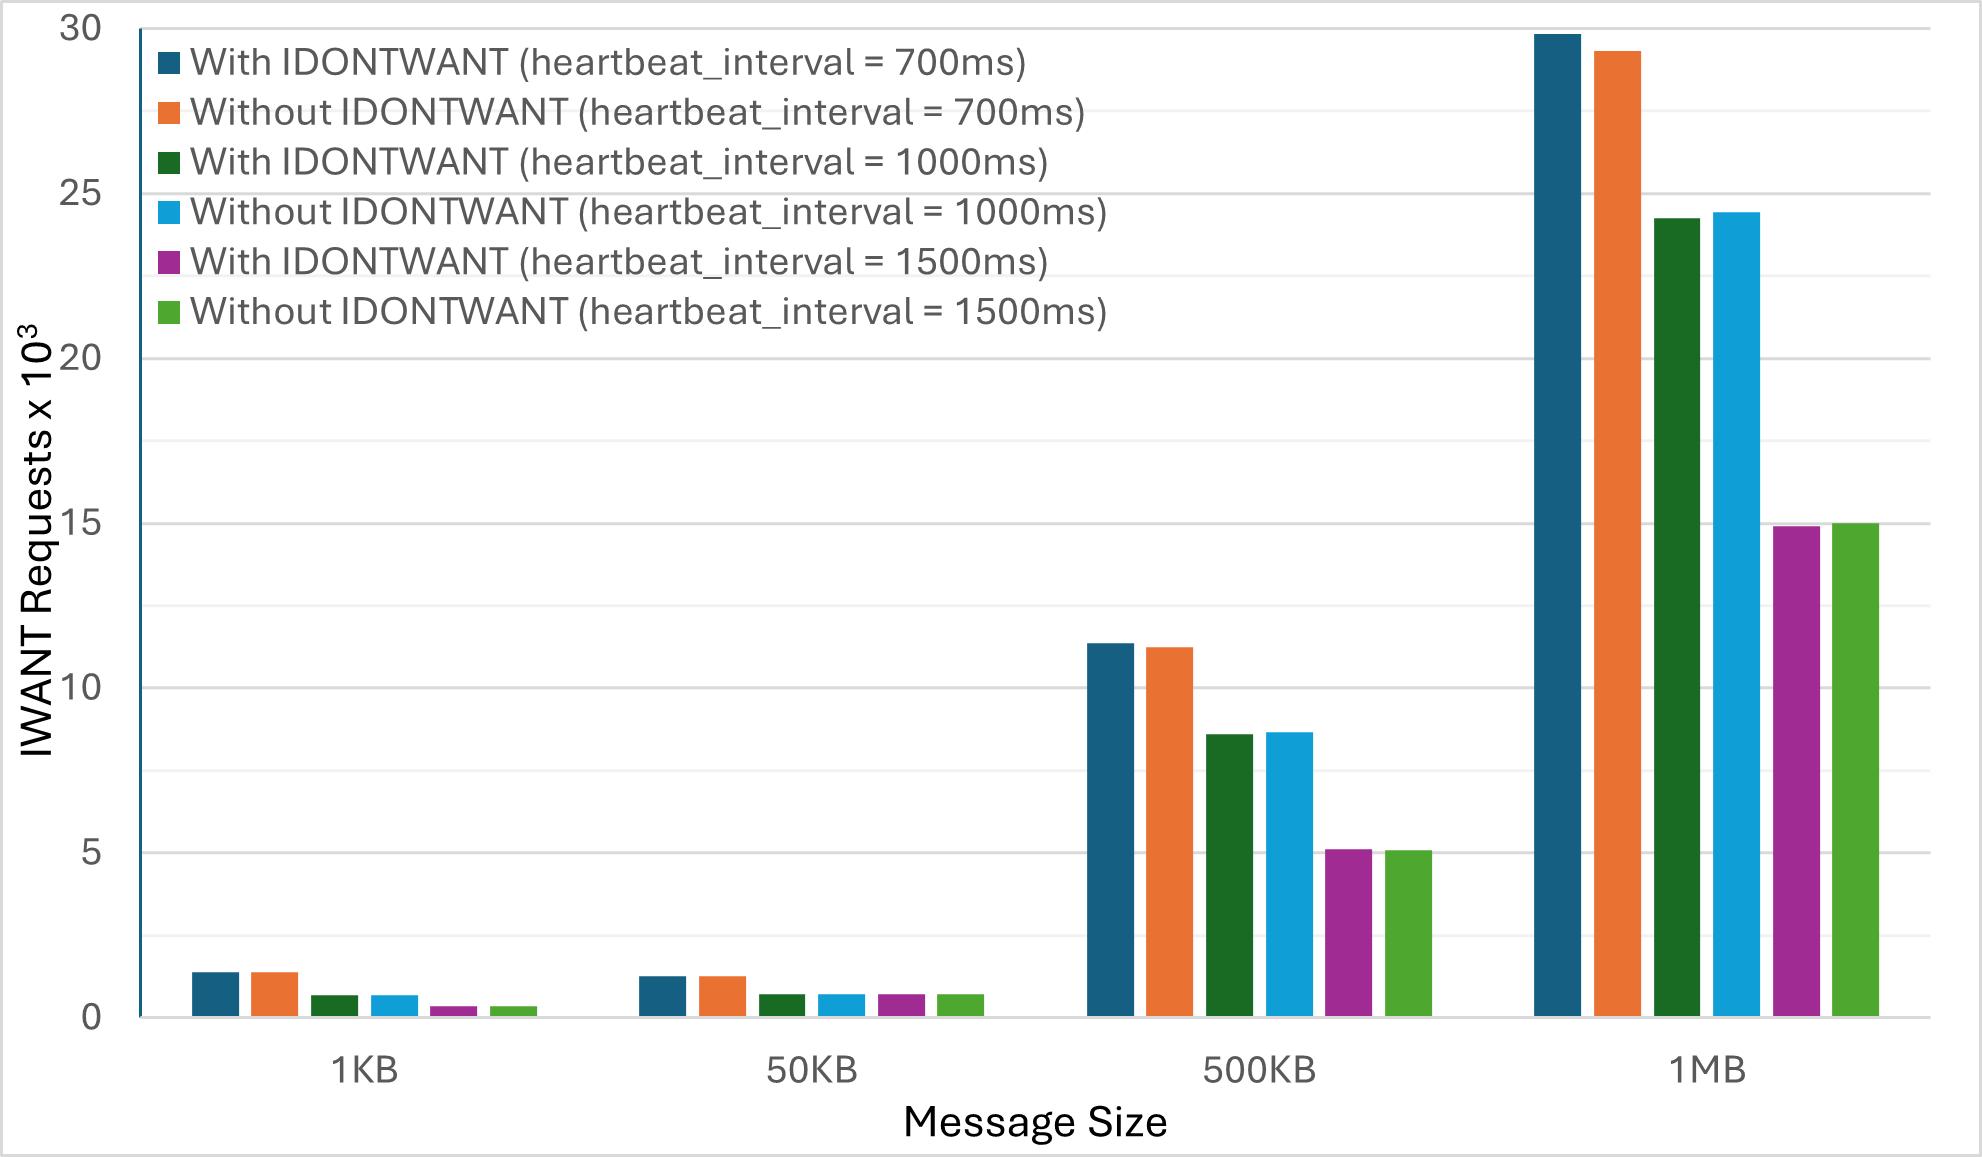 30
25
20
15
10
5
0
IWANT Requests x 10³
With IDONTWANT (heartbeat_interval = 700ms)
Without IDONTWANT (heartbeat_interval = 700ms)
With IDONTWANT (heartbeat_interval = 1000ms)
Without IDONTWANT (heartbeat_interval = 1000ms)
With IDONTWANT (heartbeat_interval = 1500ms)
Without IDONTWANT (heartbeat_interval = 1500ms)
1KB 50KB 500KB 1MB
Message Size